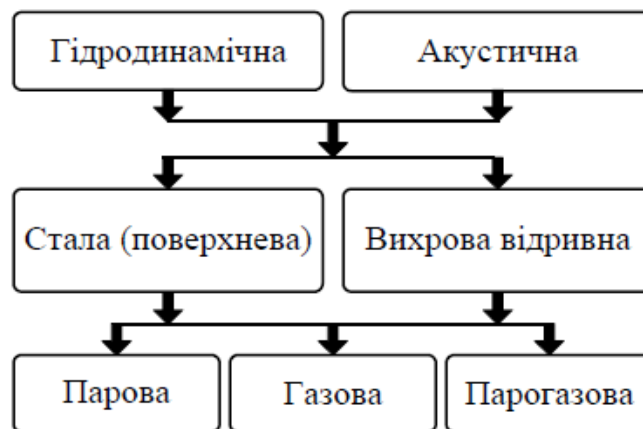 Гідродинамічна
Акустична
Стала (поверхнева)
Вихрова відривна
Парова
Газова
Парогазова